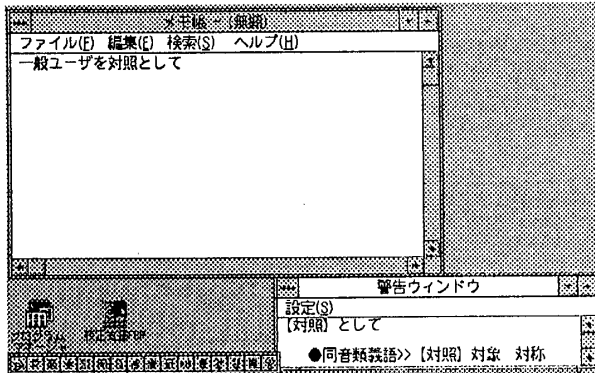 メモ帳 - (無題)
ファイル(F) 編集(E) 検索(S) ヘルプ(H)
一般ユーザを対照として
警告ウィンドウ
設定(S)
【対照】として
●同音類義語>> 【対照】 対象 対称